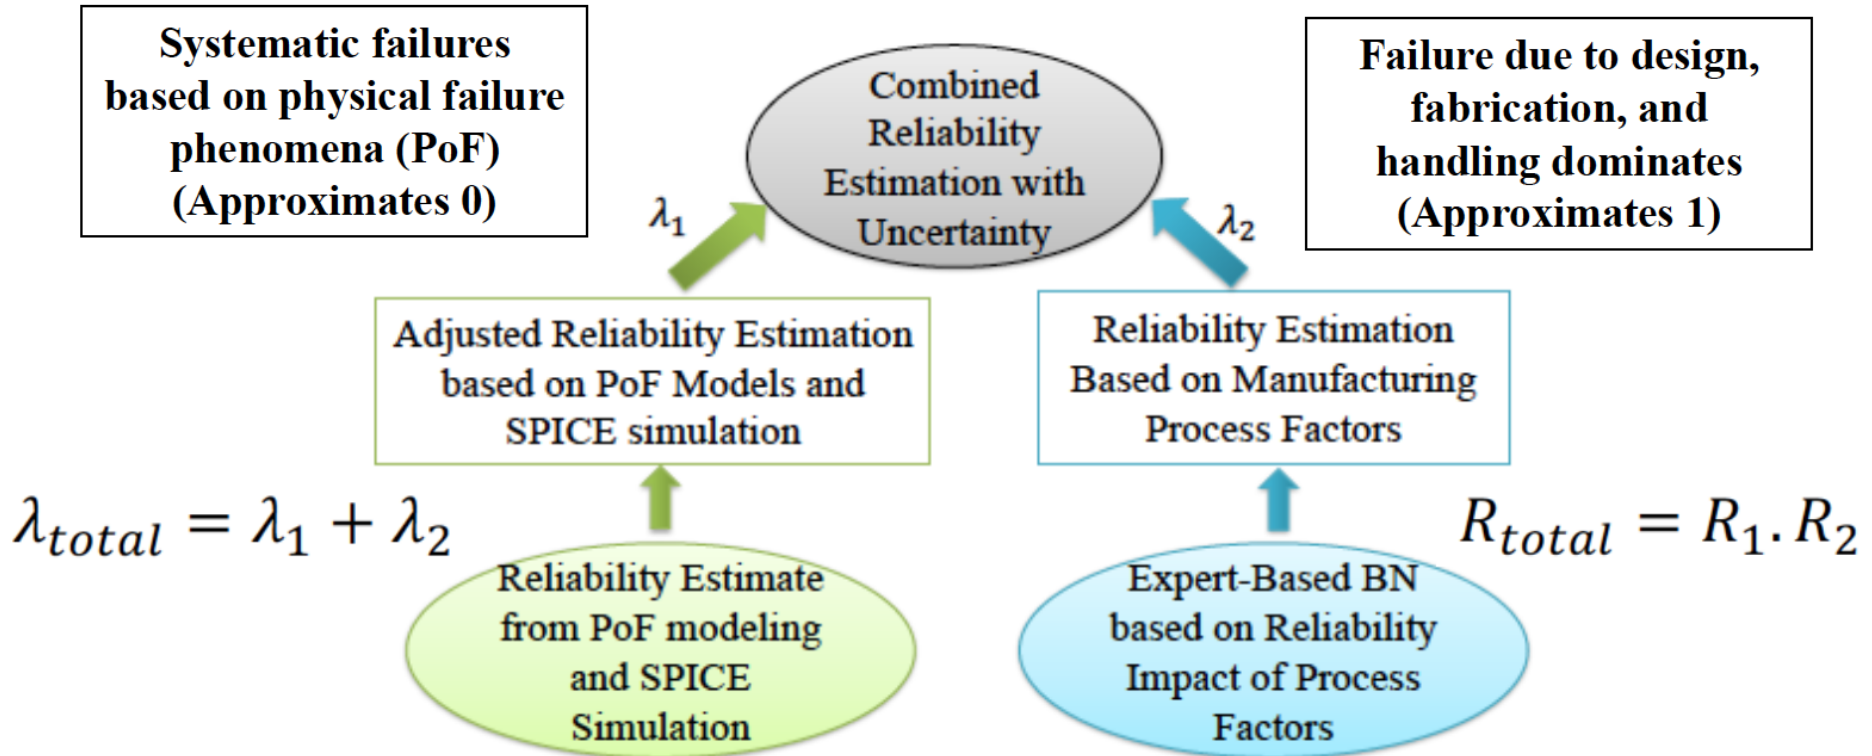 Systematic failures
based on physical failure
phenomena (PoF)
(Approximates 0)
Combined
Reliability
Estimation with
Uncertainty
Failure due to design,
fabrication, and
handling dominates
(Approximates 1)
λ₁
λ₂
Adjusted Reliability Estimation
based on PoF Models and
SPICE simulation
Reliability Estimation
Based on Manufacturing
Process Factors
λ_total = λ₁ + λ₂
R_total = R₁. R₂
Reliability Estimate
from PoF modeling
and SPICE
Simulation
Expert-Based BN
based on Reliability
Impact of Process
Factors